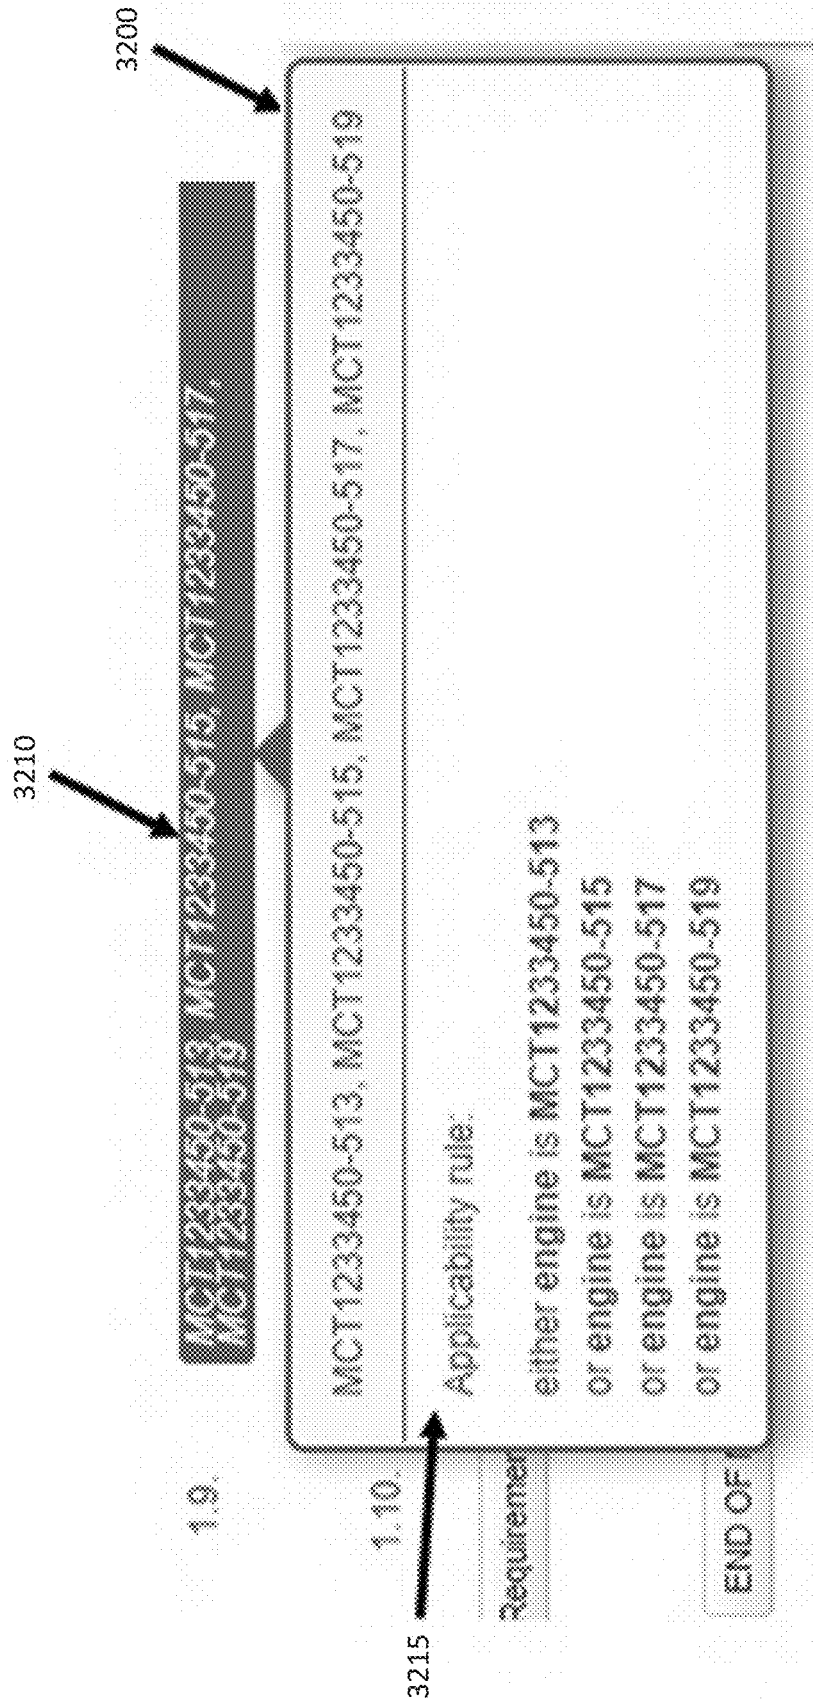 3200
3210
1.9.
MCT1233450-513, MCT1233450-515, MCT1233450-517,
MCT1233450-519
MCT1233450-513, MCT1233450-515, MCT1233450-517, MCT1233450-519
1.10.
3215
Applicability rule:
Requiremen
either engine is MCT1233450-513
or engine is MCT1233450-515
or engine is MCT1233450-517
or engine is MCT1233450-519
END OF